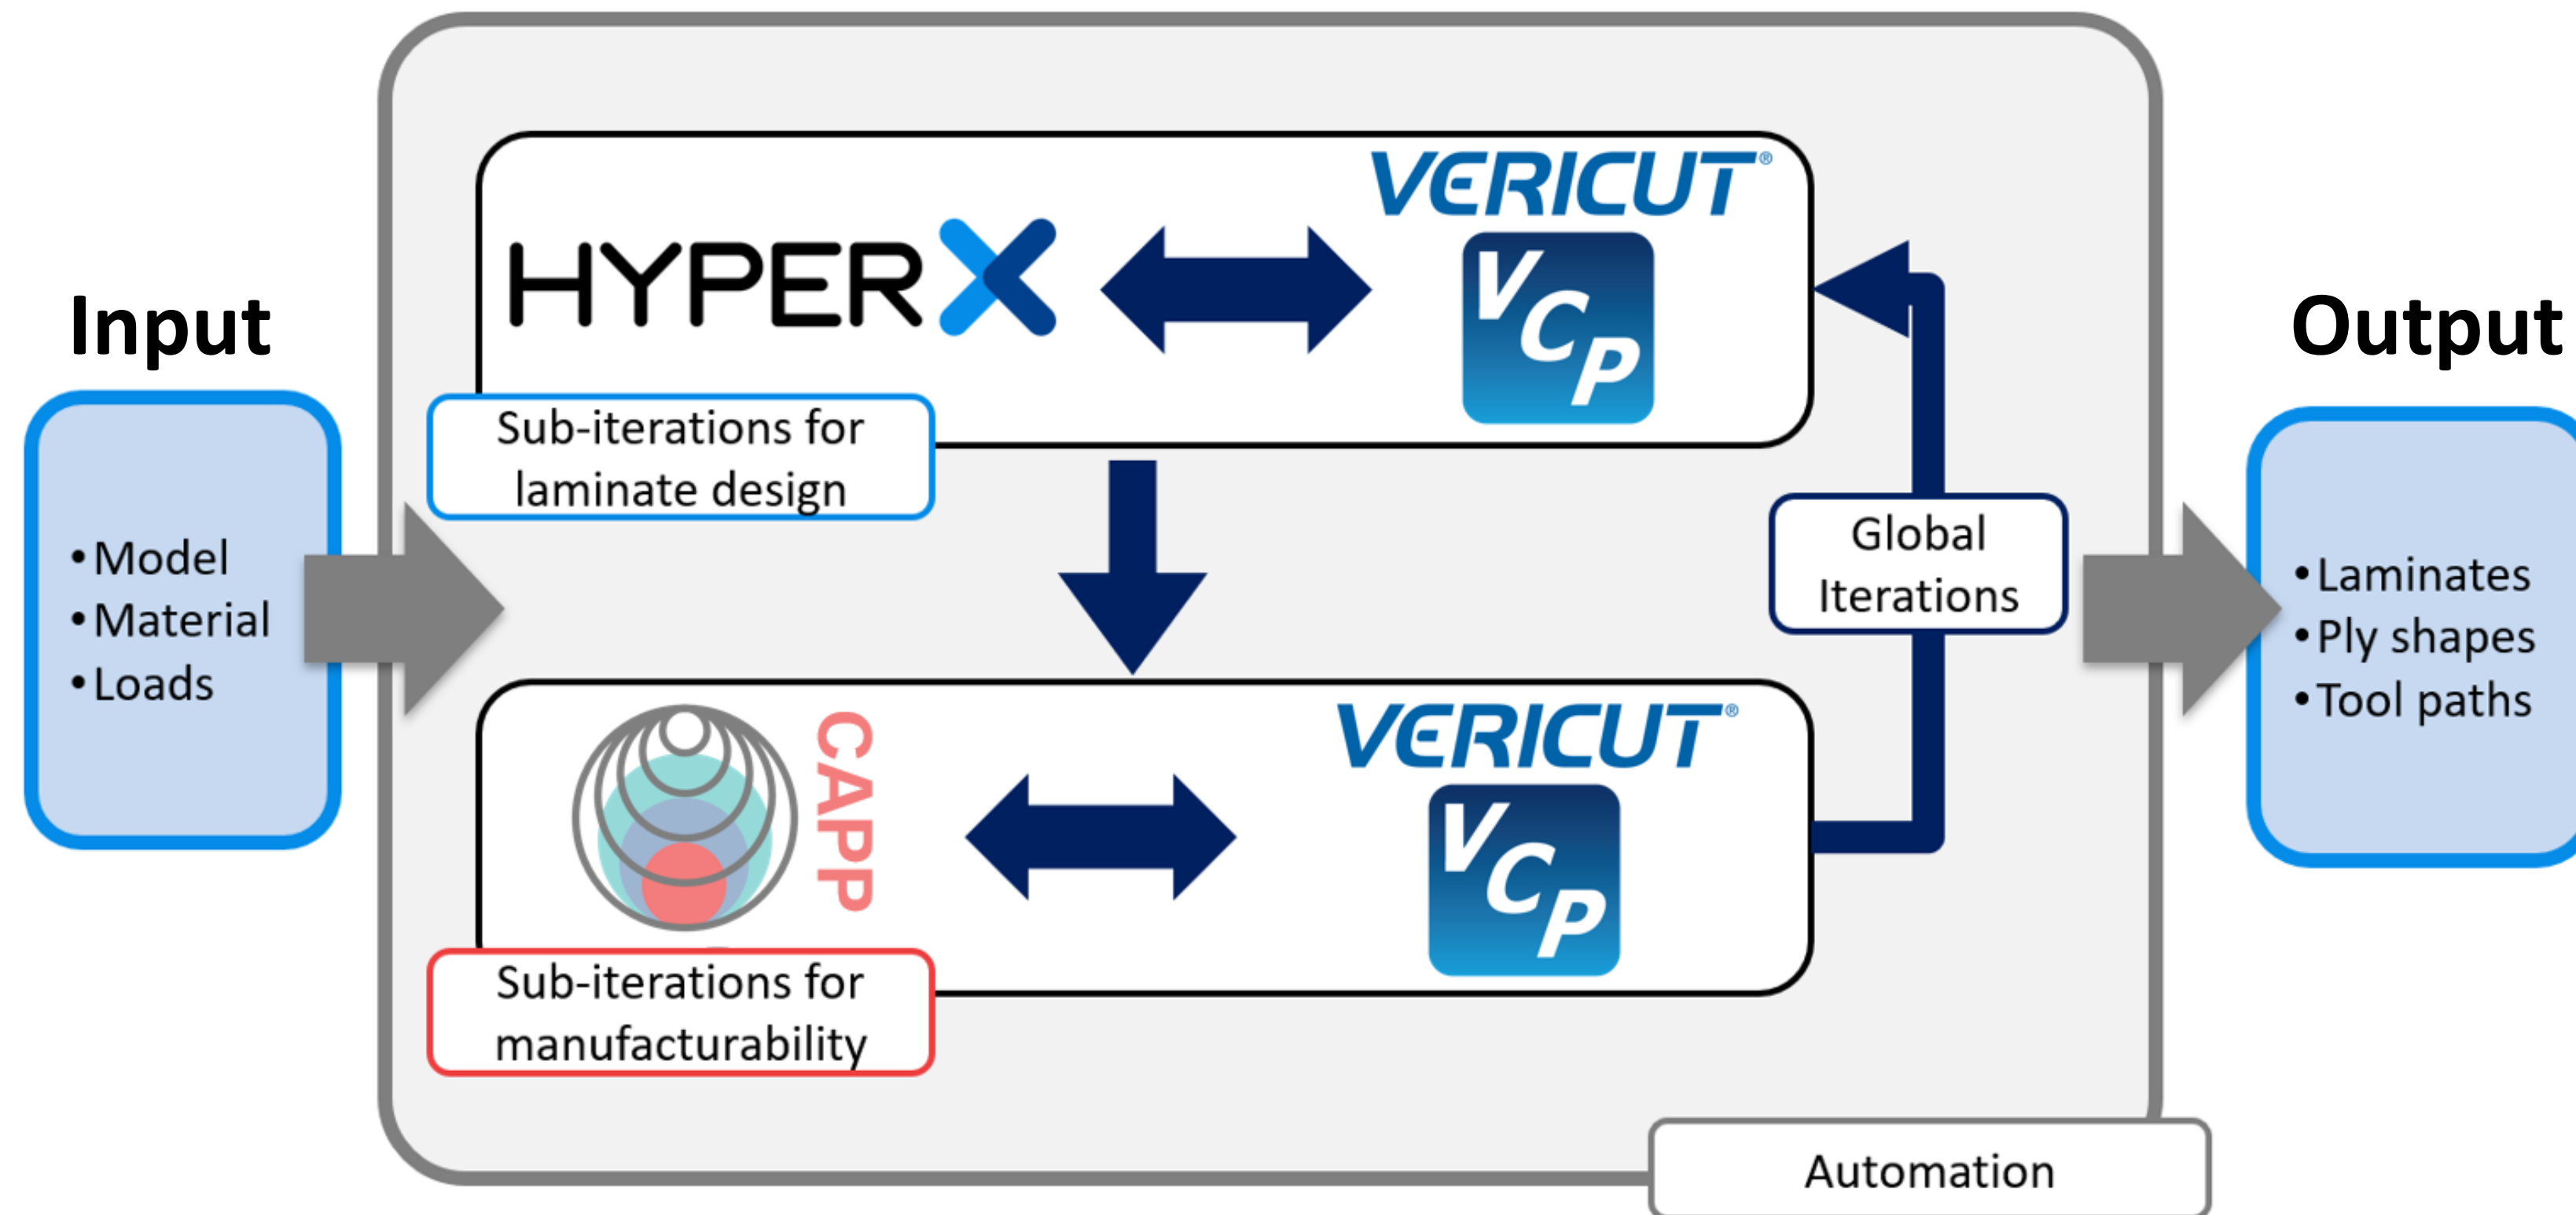 Input
• Model
• Material
• Loads
HYPERX
VERICUT®
VCP
Sub-iterations for
laminate design
Global
Iterations
CAPP
VERICUT®
VCP
Sub-iterations for
manufacturability
Automation
Output
• Laminates
• Ply shapes
• Tool paths